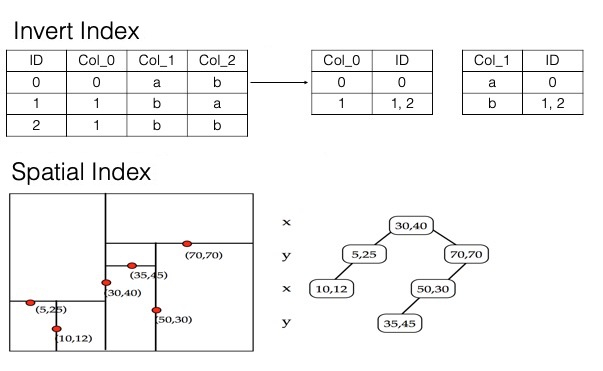 Invert Index
ID Col_0 Col_1 Col_2
0 0 a b
1 1 b a
2 1 b b
Col_0 ID
0 0
1 1, 2
Col_1 ID
a 0
b 1, 2
Spatial Index
(70,70)
(35,45)
(30,40)
(5,25)
(50,30)
(10,12)
x 30,40
y 5,25 70,70
x 10,12 50,30
y 35,45